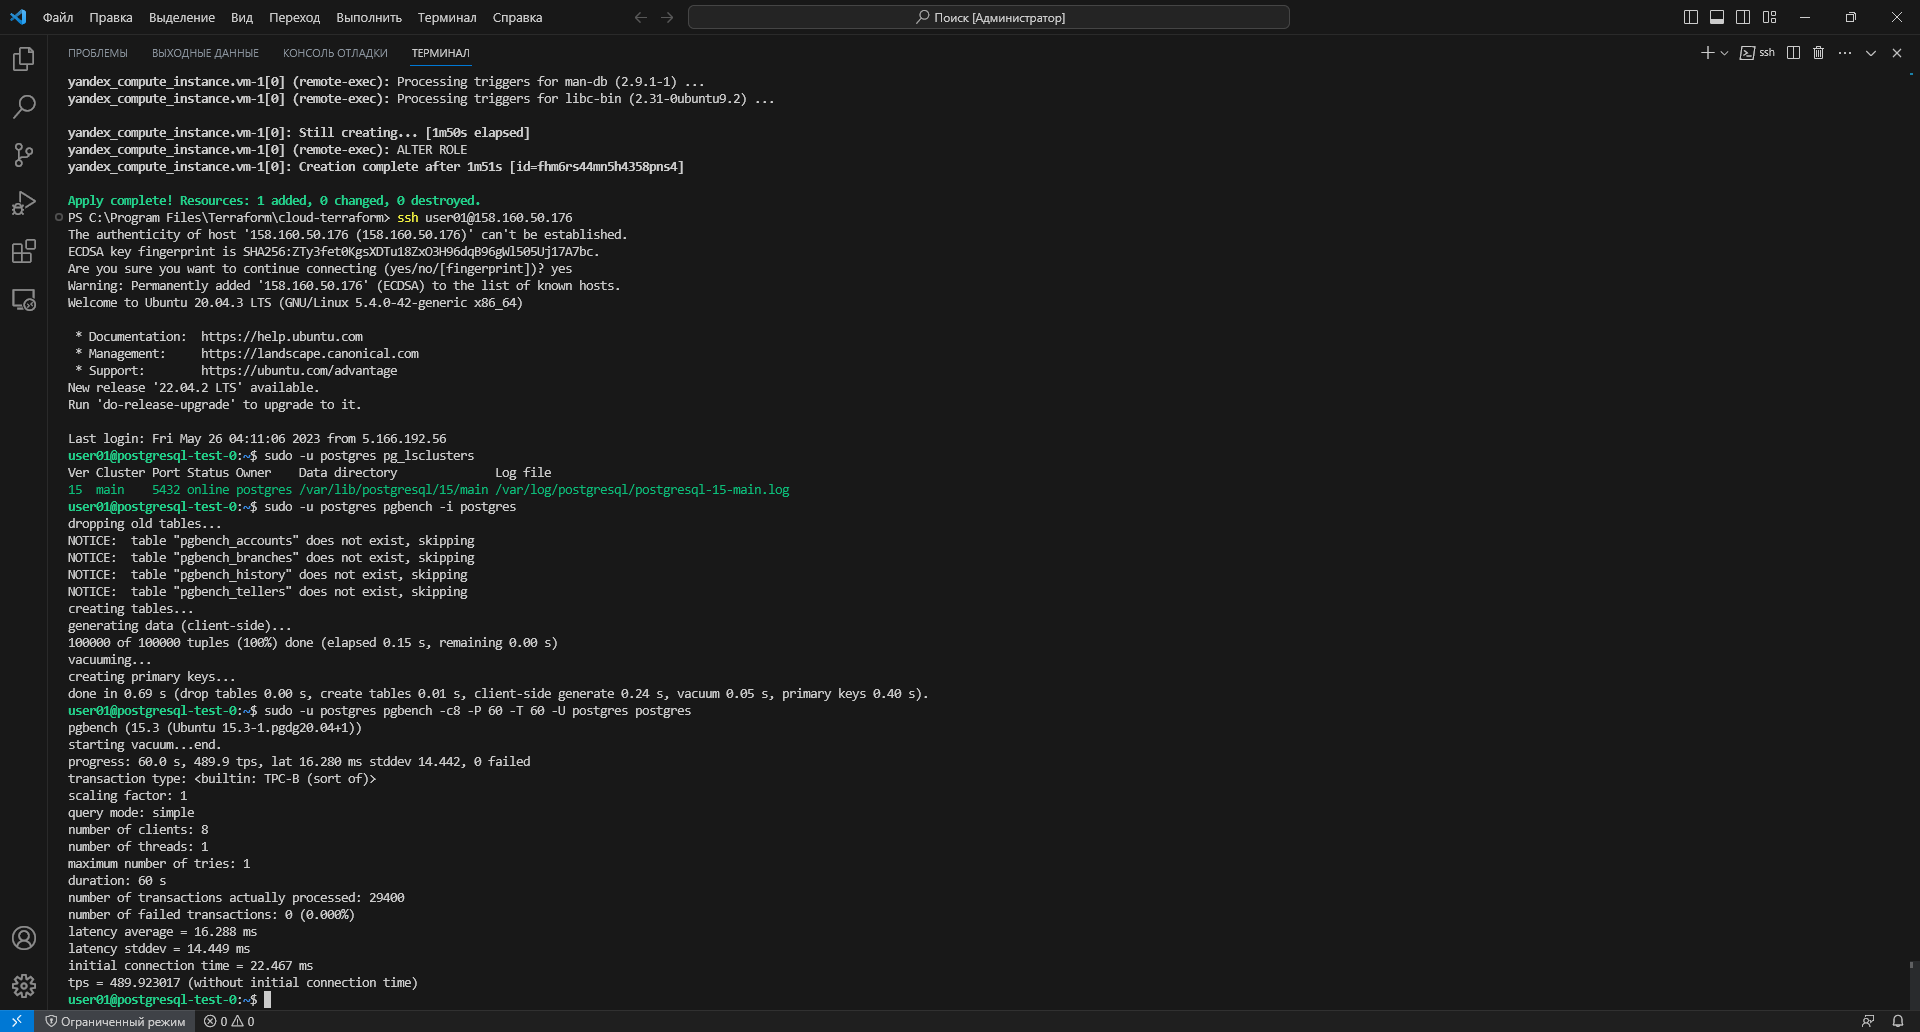 Файл Правка Выделение Вид Переход Выполнить Терминал Справка
Поиск [Администратор]
ПРОБЛЕМЫ ВЫХОДНЫЕ ДАННЫЕ КОНСОЛЬ ОТЛАДКИ ТЕРМИНАЛ
ssh
yandex_compute_instance.vm-1[0] (remote-exec): Processing triggers for man-db (2.9.1-1) ...
yandex_compute_instance.vm-1[0] (remote-exec): Processing triggers for libc-bin (2.31-0ubuntu9.2) ...
yandex_compute_instance.vm-1[0]: Still creating... [1m50s elapsed]
yandex_compute_instance.vm-1[0] (remote-exec): ALTER ROLE
yandex_compute_instance.vm-1[0]: Creation complete after 1m51s [id=fhm6rs44mn5h4358pns4]
Apply complete! Resources: 1 added, 0 changed, 0 destroyed.
PS C:\Program Files\Terraform\cloud-terraform> ssh user01@158.160.50.176
The authenticity of host '158.160.50.176 (158.160.50.176)' can't be established.
ECDSA key fingerprint is SHA256:ZTy3fet0KgsXDTu18ZxO3H96dqB96gWl505Uj17A7bc.
Are you sure you want to continue connecting (yes/no/[fingerprint])? yes
Warning: Permanently added '158.160.50.176' (ECDSA) to the list of known hosts.
Welcome to Ubuntu 20.04.3 LTS (GNU/Linux 5.4.0-42-generic x86_64)
* Documentation: https://help.ubuntu.com
* Management: https://landscape.canonical.com
* Support: https://ubuntu.com/advantage
New release '22.04.2 LTS' available.
Run 'do-release-upgrade' to upgrade to it.
Last login: Fri May 26 04:11:06 2023 from 5.166.192.56
user01@postgresql-test-0:~$ sudo -u postgres pg_lsclusters
Ver Cluster Port Status Owner Data directory Log file
15 main 5432 online postgres /var/lib/postgresql/15/main /var/log/postgresql/postgresql-15-main.log
user01@postgresql-test-0:~$ sudo -u postgres pgbench -i postgres
dropping old tables...
NOTICE: table "pgbench_accounts" does not exist, skipping
NOTICE: table "pgbench_branches" does not exist, skipping
NOTICE: table "pgbench_history" does not exist, skipping
NOTICE: table "pgbench_tellers" does not exist, skipping
creating tables...
generating data (client-side)...
100000 of 100000 tuples (100%) done (elapsed 0.15 s, remaining 0.00 s)
vacuuming...
creating primary keys...
done in 0.69 s (drop tables 0.00 s, create tables 0.01 s, client-side generate 0.24 s, vacuum 0.05 s, primary keys 0.40 s).
user01@postgresql-test-0:~$ sudo -u postgres pgbench -c8 -P 60 -T 60 -U postgres postgres
pgbench (15.3 (Ubuntu 15.3-1.pgdg20.04+1))
starting vacuum...end.
progress: 60.0 s, 489.9 tps, lat 16.280 ms stddev 14.442, 0 failed
transaction type: <builtin: TPC-B (sort of)>
scaling factor: 1
query mode: simple
number of clients: 8
number of threads: 1
maximum number of tries: 1
duration: 60 s
number of transactions actually processed: 29400
number of failed transactions: 0 (0.000%)
latency average = 16.288 ms
latency stddev = 14.449 ms
initial connection time = 22.467 ms
tps = 489.923017 (without initial connection time)
user01@postgresql-test-0:~$
Ограниченный режим 0 0